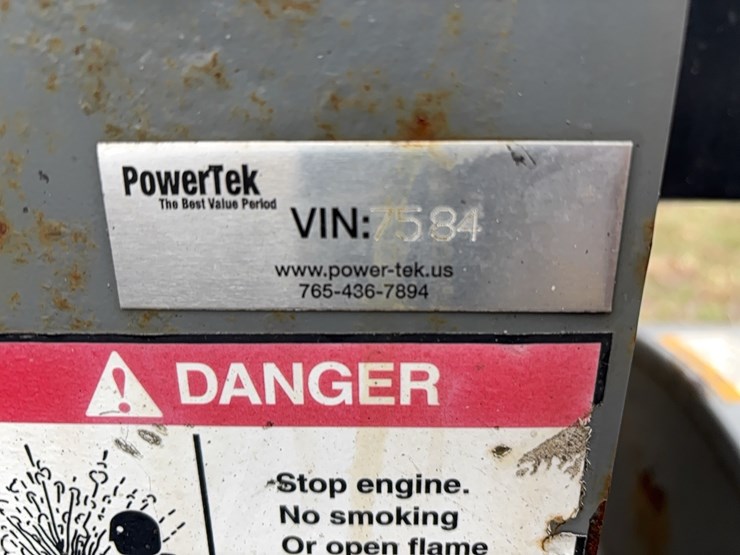 PowerTek
The Best Value Period
VIN: 7584
www.power-tek.us
765-436-7894
DANGER
-Stop engine.
No smoking
Or open flame